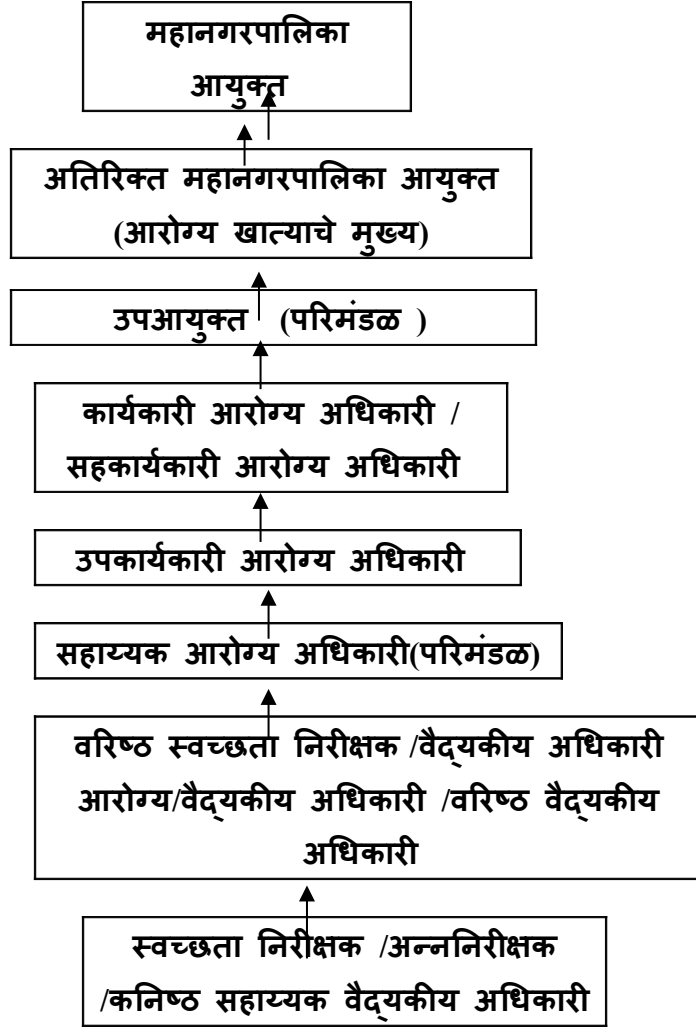 महानगरपालिका
आयुक्त
अतिरिक्त महानगरपालिका आयुक्त
(आरोग्य खात्याचे मुख्य)
उपआयुक्त (परिमंडळ )
कार्यकारी आरोग्य अधिकारी /
सहकार्यकारी आरोग्य अधिकारी
उपकार्यकारी आरोग्य अधिकारी
सहाय्यक आरोग्य अधिकारी(परिमंडळ)
वरिष्ठ स्वच्छता निरीक्षक /वैद्यकीय अधिकारी
आरोग्य/वैद्यकीय अधिकारी /वरिष्ठ वैद्यकीय
अधिकारी
स्वच्छता निरीक्षक /अन्ननिरीक्षक
/कनिष्ठ सहाय्यक वैद्यकीय अधिकारी